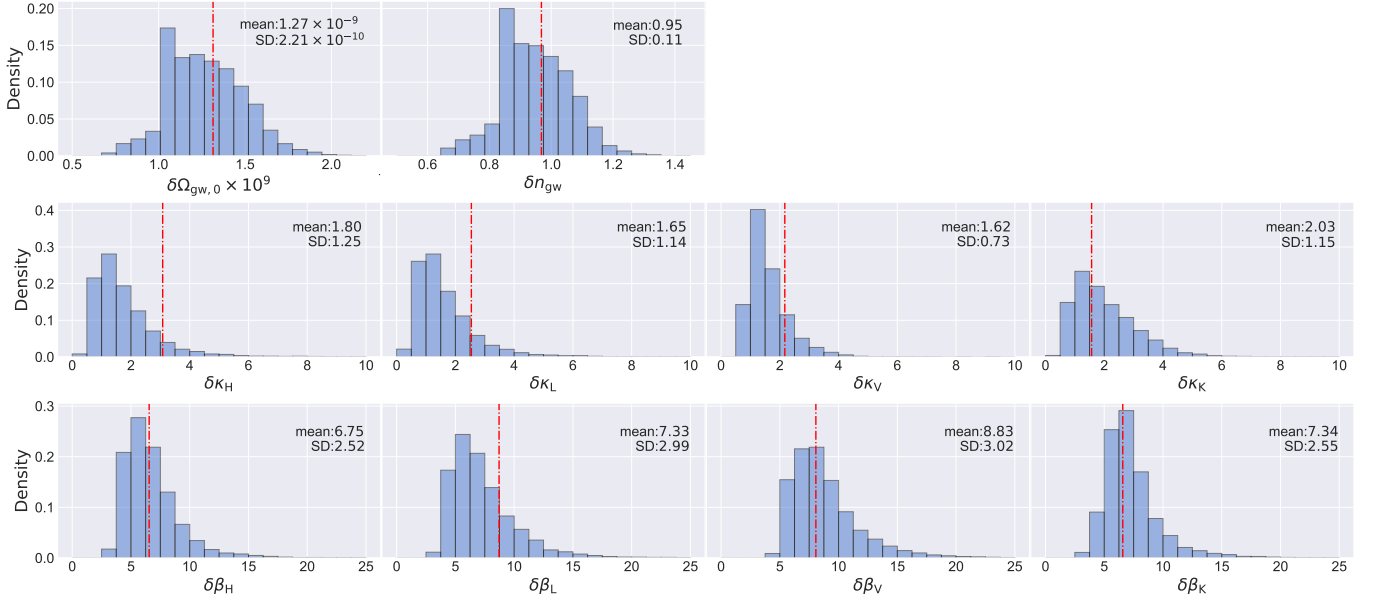 0.20
0.15
0.10
0.05
0.00
Density
mean:1.27 × 10⁻⁹
SD:2.21 × 10⁻¹⁰
0.5 1.0 1.5 2.0
δΩgw, 0 × 10⁹
mean:0.95
SD:0.11
0.6 0.8 1.0 1.2 1.4
δngw
0.4
0.3
0.2
0.1
0.0
Density
mean:1.80
SD:1.25
0 2 4 6 8 10
δκH
mean:1.65
SD:1.14
0 2 4 6 8 10
δκL
mean:1.62
SD:0.73
0 2 4 6 8 10
δκV
mean:2.03
SD:1.15
0 2 4 6 8 10
δκK
0.3
0.2
0.1
0.0
Density
mean:6.75
SD:2.52
0 5 10 15 20 25
δβH
mean:7.33
SD:2.99
0 5 10 15 20 25
δβL
mean:8.83
SD:3.02
0 5 10 15 20 25
δβV
mean:7.34
SD:2.55
0 5 10 15 20 25
δβK